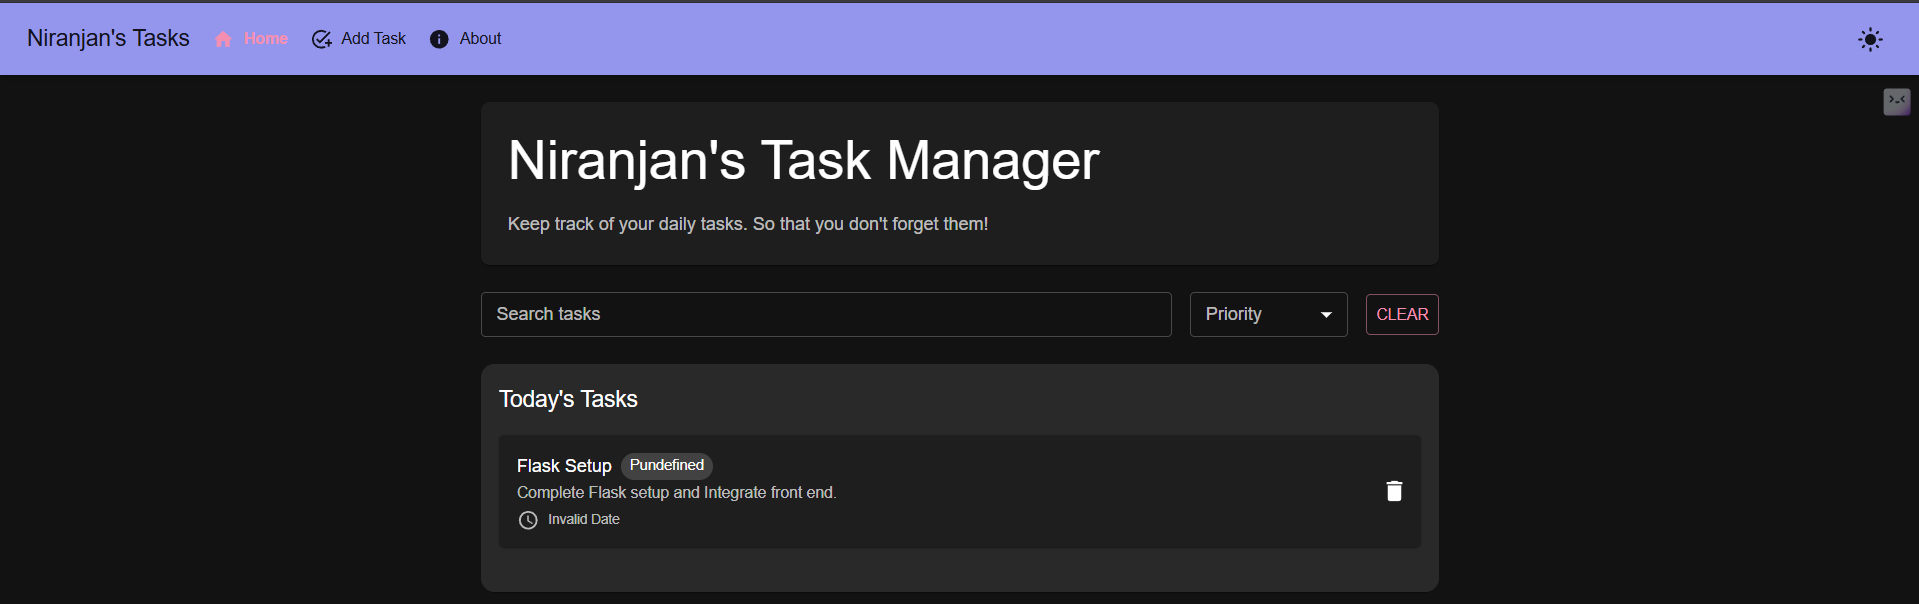 Niranjan's Tasks Home Add Task About
Niranjan's Task Manager
Keep track of your daily tasks. So that you don't forget them!
Search tasks Priority CLEAR
Today's Tasks
Flask Setup Pundefined
Complete Flask setup and Integrate front end.
Invalid Date